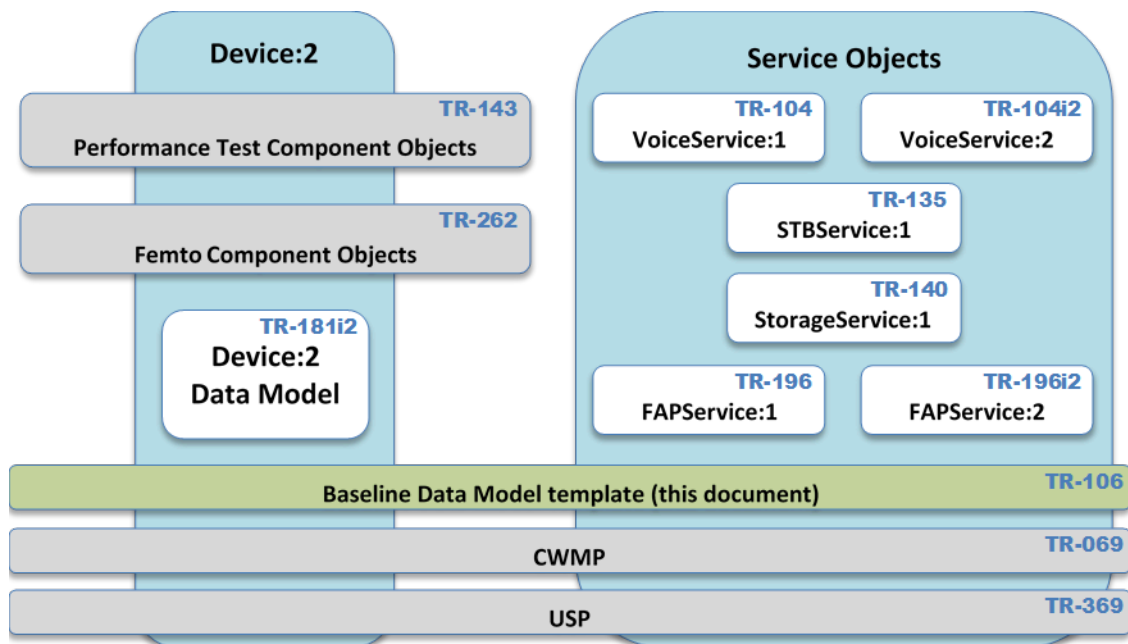 Device:2
TR-143
Performance Test Component Objects
TR-262
Femto Component Objects
TR-181i2
Device:2
Data Model
Service Objects
TR-104
VoiceService:1
TR-104i2
VoiceService:2
TR-135
STBService:1
TR-140
StorageService:1
TR-196
FAPService:1
TR-196i2
FAPService:2
TR-106
Baseline Data Model template (this document)
TR-069
CWMP
TR-369
USP